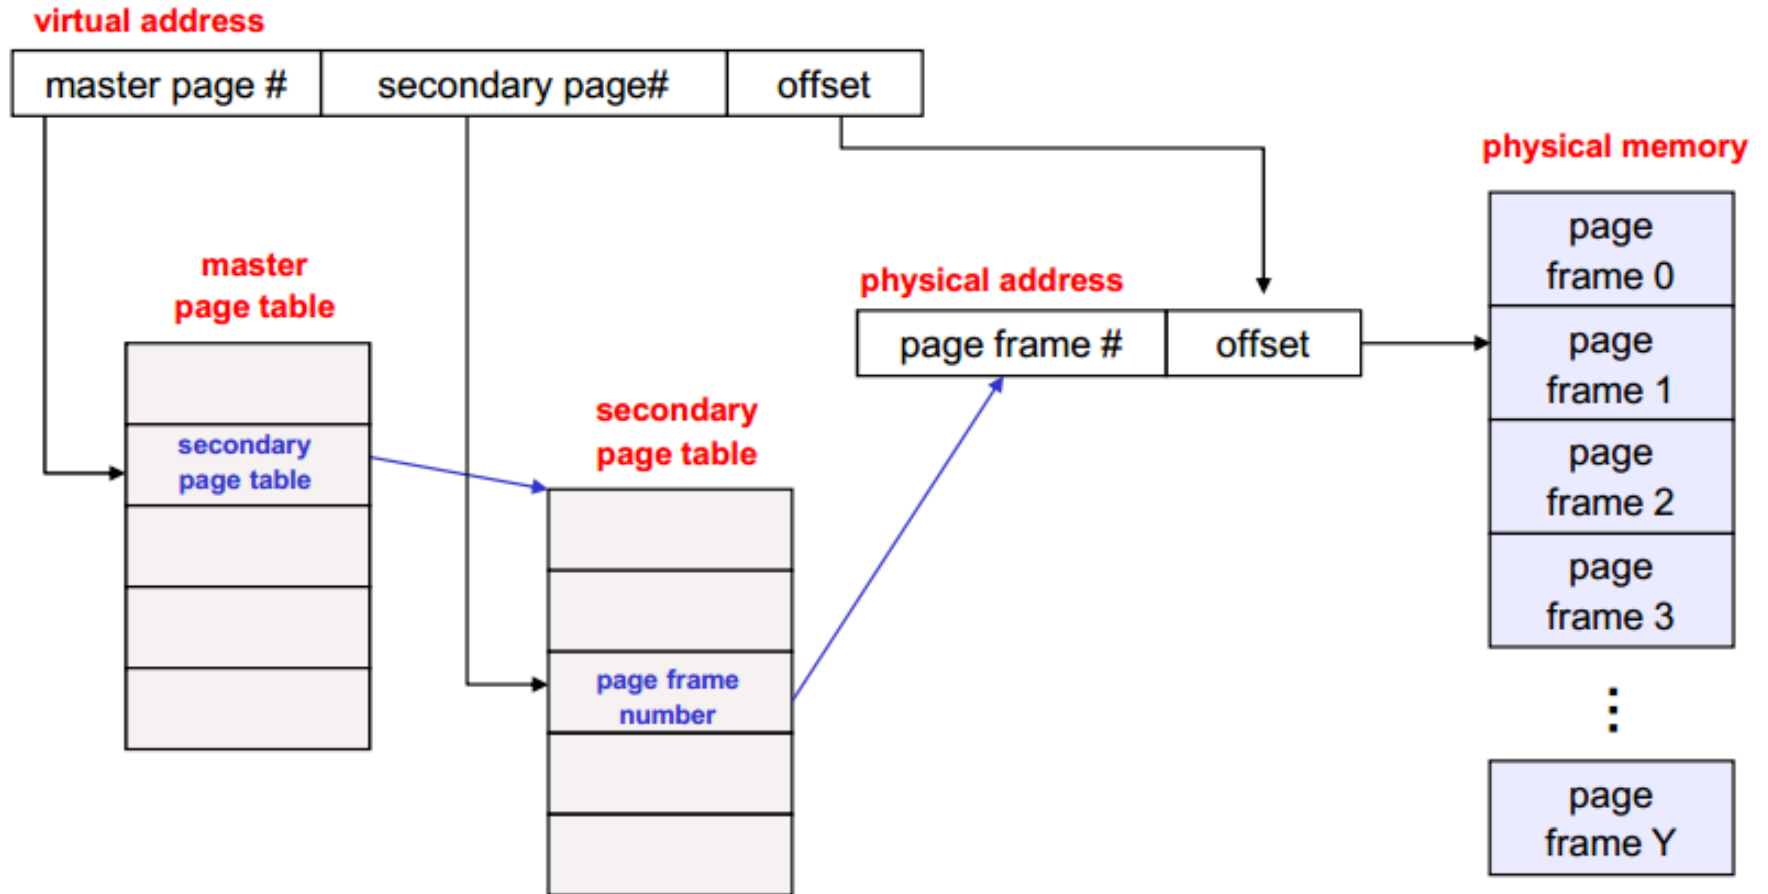 virtual address
master page #
secondary page#
offset
physical memory
page
frame 0
master
page table
physical address
page frame #
offset
page
frame 1
secondary
page table
secondary
page table
page
frame 2
page
frame 3
page frame
number
page
frame Y